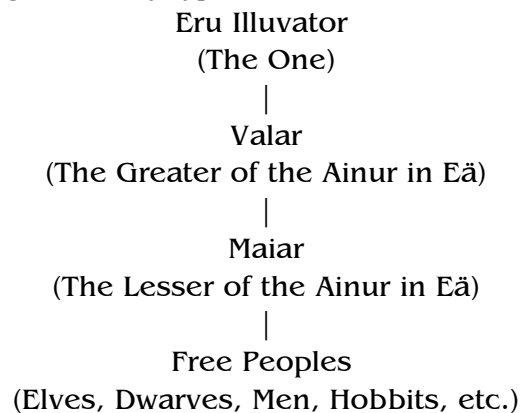 Eru Illuvator
(The One)
Valar
(The Greater of the Ainur in Eä)
Maiar
(The Lesser of the Ainur in Eä)
Free Peoples
(Elves, Dwarves, Men, Hobbits, etc.)